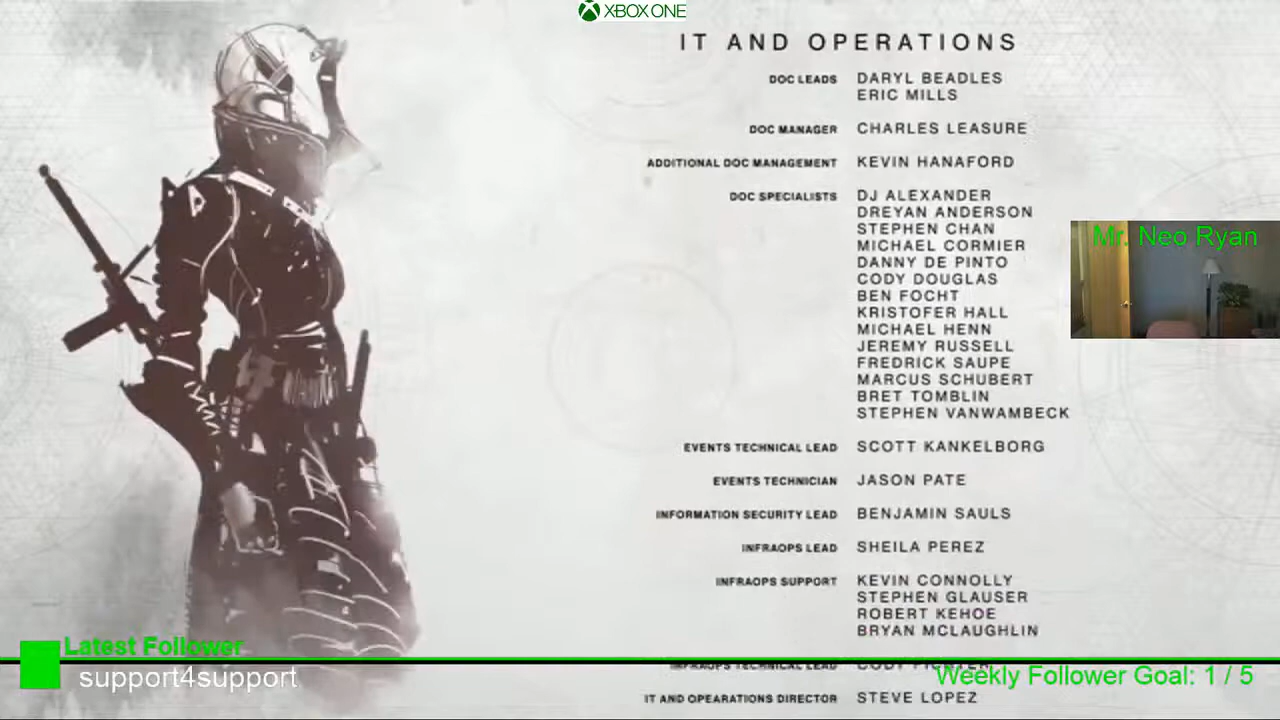 XBOX ONE
IT AND OPERATIONS
DOC LEADS DARYL BEADLES
ERIC MILLS
DOC MANAGER CHARLES LEASURE
ADDITIONAL DOC MANAGEMENT KEVIN HANAFORD
DOC SPECIALISTS DJ ALEXANDER
DREYAN ANDERSON
STEPHEN CHAN
MICHAEL CORMIER
DANNY DE PINTO
CODY DOUGLAS
BEN FOCHT
KRISTOFER HALL
MICHAEL HENN
JEREMY RUSSELL
FREDRICK SAUPE
MARCUS SCHUBERT
BRET TOMBLIN
STEPHEN VANWAMBECK
Mr. Neo Ryan
EVENTS TECHNICAL LEAD SCOTT KANKELBORG
EVENTS TECHNICIAN JASON PATE
INFORMATION SECURITY LEAD BENJAMIN SAULS
INFRAOPS LEAD SHEILA PEREZ
INFRAOPS SUPPORT KEVIN CONNOLLY
STEPHEN GLAUSER
ROBERT KEHOE
BRYAN MCLAUGHLIN
INFRAOPS TECHNICAL LEAD CODY
IT AND OPEARATIONS DIRECTOR STEVE LOPEZ
Latest Follower
support4support
Weekly Follower Goal: 1 / 5